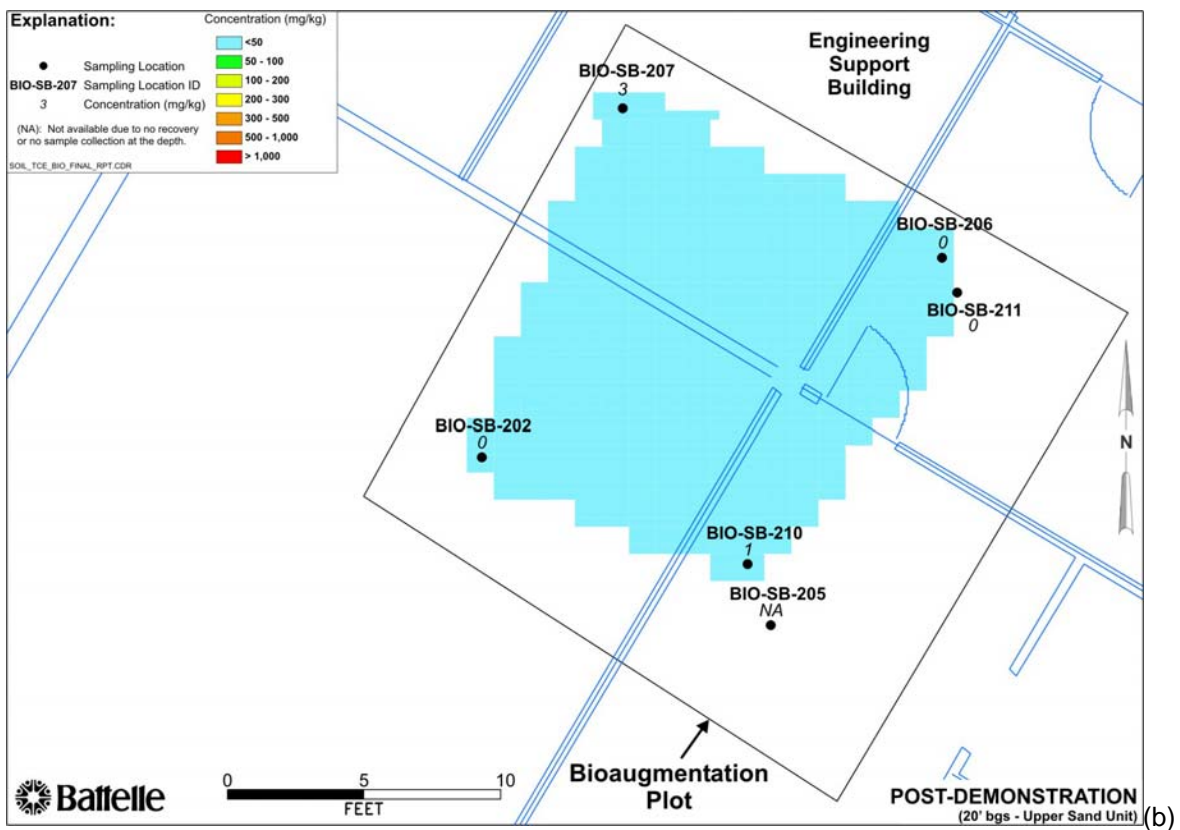 Explanation:
Concentration (mg/kg)
<50
50 - 100
100 - 200
200 - 300
300 - 500
500 - 1,000
> 1,000
Sampling Location
BIO-SB-207 Sampling Location ID
3 Concentration (mg/kg)
(NA): Not available due to no recovery
or no sample collection at the depth.
SOIL_TCE_BIO_FINAL_RPT.CDR
Engineering
Support
Building
BIO-SB-207
3
BIO-SB-206
0
BIO-SB-211
0
BIO-SB-202
0
BIO-SB-210
1
BIO-SB-205
NA
N
Bioaugmentation
Plot
Battelle
0 5 10
FEET
POST-DEMONSTRATION
(20' bgs - Upper Sand Unit)
(b)